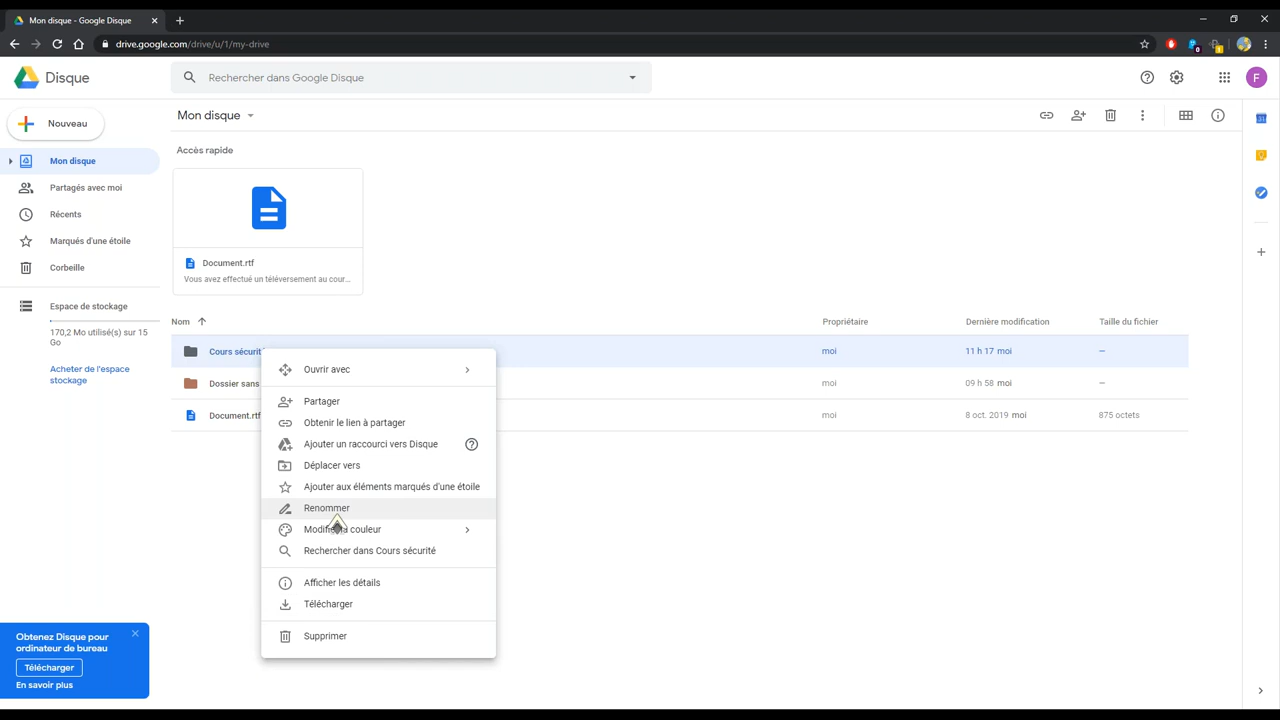 Mon disque - Google Disque
drive.google.com/drive/u/1/my-drive
0
1
Disque
Rechercher dans Google Disque
F
Nouveau
Mon disque
Partagés avec moi
Récents
Marqués d'une étoile
Corbeille
Espace de stockage
170,2 Mo utilisé(s) sur 15
Go
Acheter de l'espace
stockage
Obtenez Disque pour
ordinateur de bureau
Télécharger
En savoir plus
Mon disque
Accès rapide
Document.rtf
Vous avez effectué un téléversement au cour...
Nom Propriétaire Dernière modification Taille du fichier
Cours sécurit moi 11 h 17 moi —
Dossier sans moi 09 h 58 moi —
Document.rtf moi 8 oct. 2019 moi 875 octets
Ouvrir avec
Partager
Obtenir le lien à partager
Ajouter un raccourci vers Disque
Déplacer vers
Ajouter aux éléments marqués d'une étoile
Renommer
Modifier la couleur
Rechercher dans Cours sécurité
Afficher les détails
Télécharger
Supprimer
31